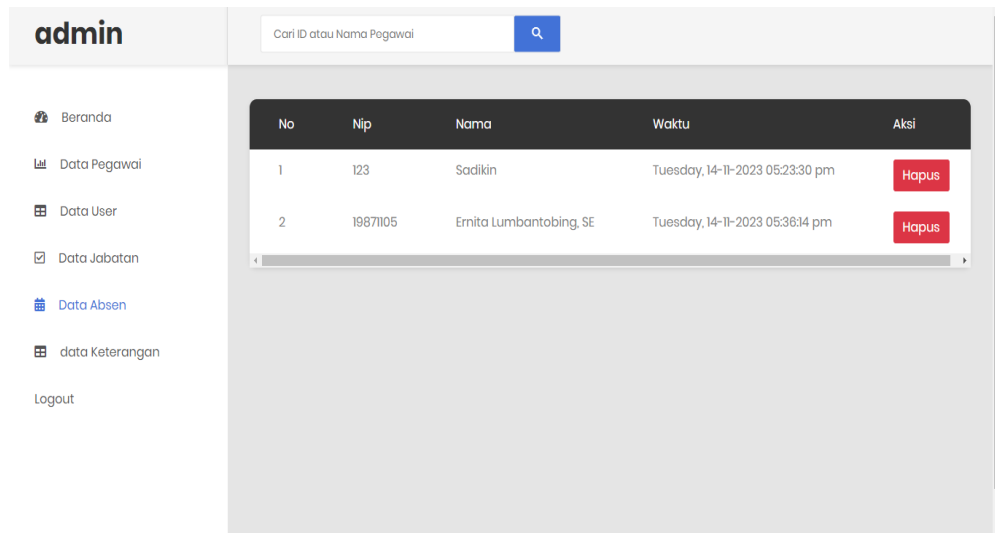 admin
Cari ID atau Nama Pegawai
Beranda
Data Pegawai
Data User
Data Jabatan
Data Absen
data Keterangan
Logout
No Nip Nama Waktu Aksi
1 123 Sadikin Tuesday, 14-11-2023 05:23:30 pm Hapus
2 19871105 Ernita Lumbantobing, SE Tuesday, 14-11-2023 05:36:14 pm Hapus